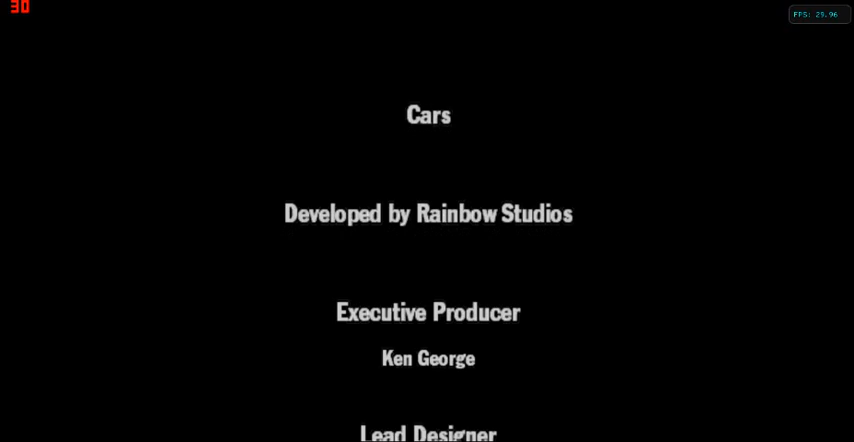 30
FPS: 29.96
Cars
Developed by Rainbow Studios
Executive Producer
Ken George
Lead Designer